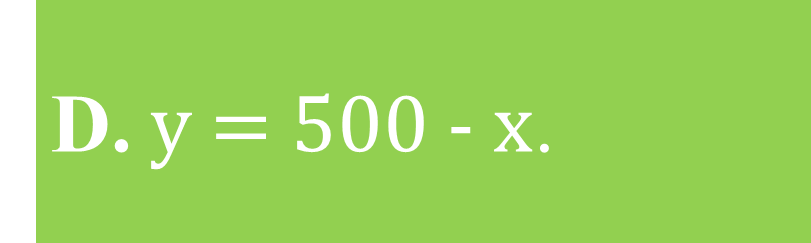 D. y = 500 - x.